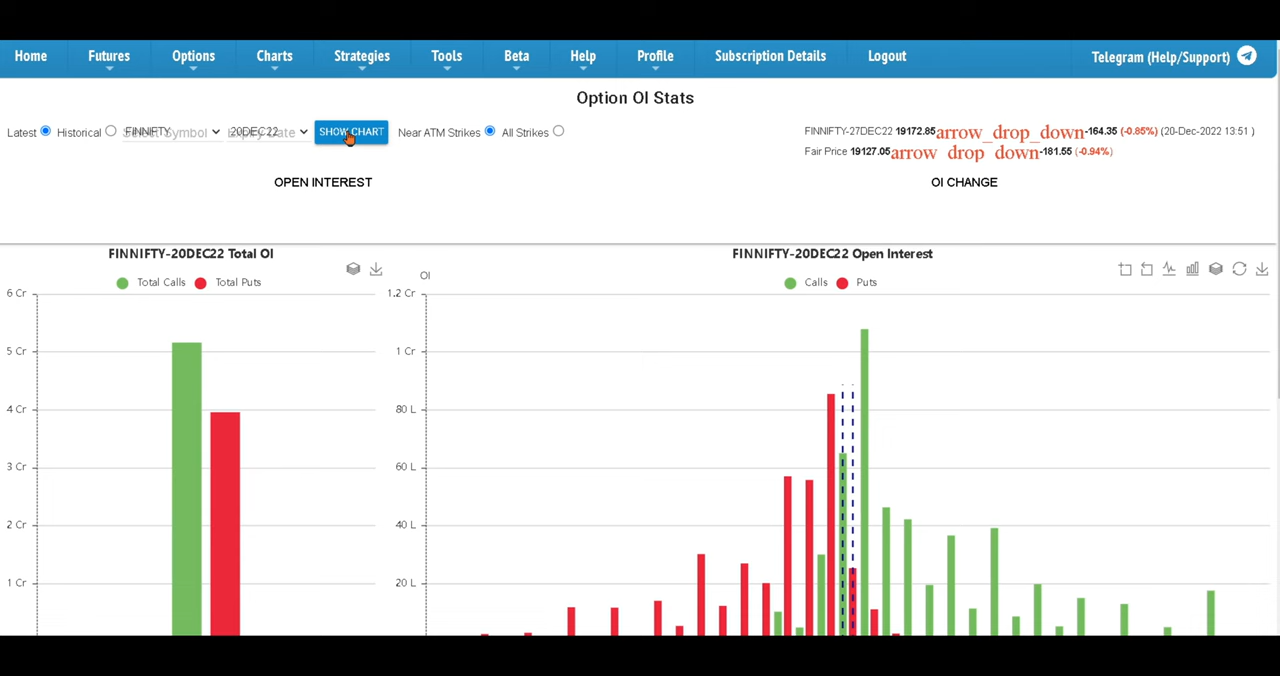 Home Futures Options Charts Strategies Tools Beta Help Profile Subscription Details Logout Telegram (Help/Support)
Option OI Stats
Latest Historical FINNIFTY 20DEC22 SHOW CHART Near ATM Strikes All Strikes
FINNIFTY-27DEC22 19172.85 arrow_drop_down -164.35 (-0.85%) (20-Dec-2022 13:51 )
Fair Price 19127.05 arrow_drop_down -181.55 (-0.94%)
OPEN INTEREST
OI CHANGE
FINNIFTY-20DEC22 Total OI
Total Calls Total Puts
6 Cr
5 Cr
4 Cr
3 Cr
2 Cr
1 Cr
FINNIFTY-20DEC22 Open Interest
Calls Puts
OI
1.2 Cr
1 Cr
80 L
60 L
40 L
20 L